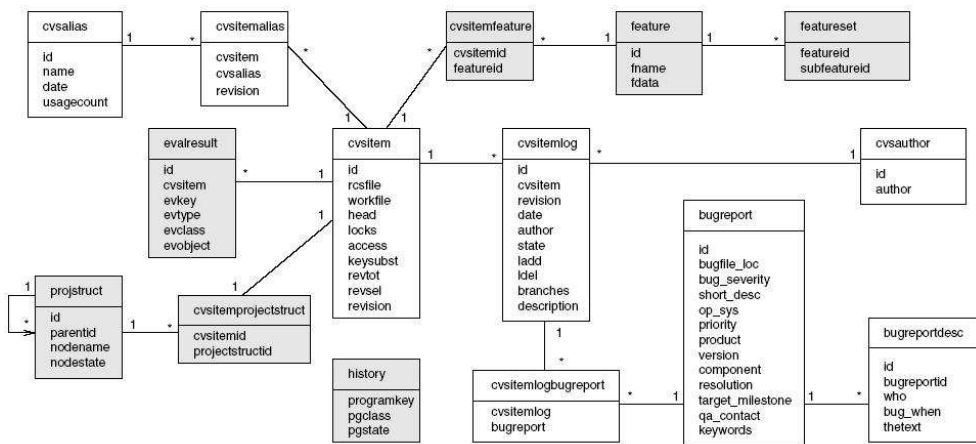 cvsalias
id
name
date
usagecount
1
*
cvsitemalias
cvsitem
cvsalias
revision
*
1
cvsitemfeature
cvsitemid
featureid
*
1
*
1
feature
id
fname
fdata
1
*
featureset
featureid
subfeatureid
evalresult
id
cvsitem
evkey
evtype
evclass
evobject
*
1
cvsitem
id
rcsfile
workfile
head
locks
access
keysubst
revtot
revsel
revision
1
*
cvsitemlog
id
cvsitem
revision
date
author
state
ladd
ldel
branches
description
*
1
cvsauthor
id
author
1
1
1
*
projstruct
id
parentid
nodename
nodestate
1
*
cvsitemprojectstruct
cvsitemid
projectstructid
history
programkey
pgclass
pgstate
1
*
cvsitemlogbugreport
cvsitemlog
bugreport
*
1
bugreport
id
bugfile_loc
bug_severity
short_desc
op_sys
priority
product
version
component
resolution
target_milestone
qa_contact
keywords
1
*
bugreportdesc
id
bugreportid
who
bug_when
thetext